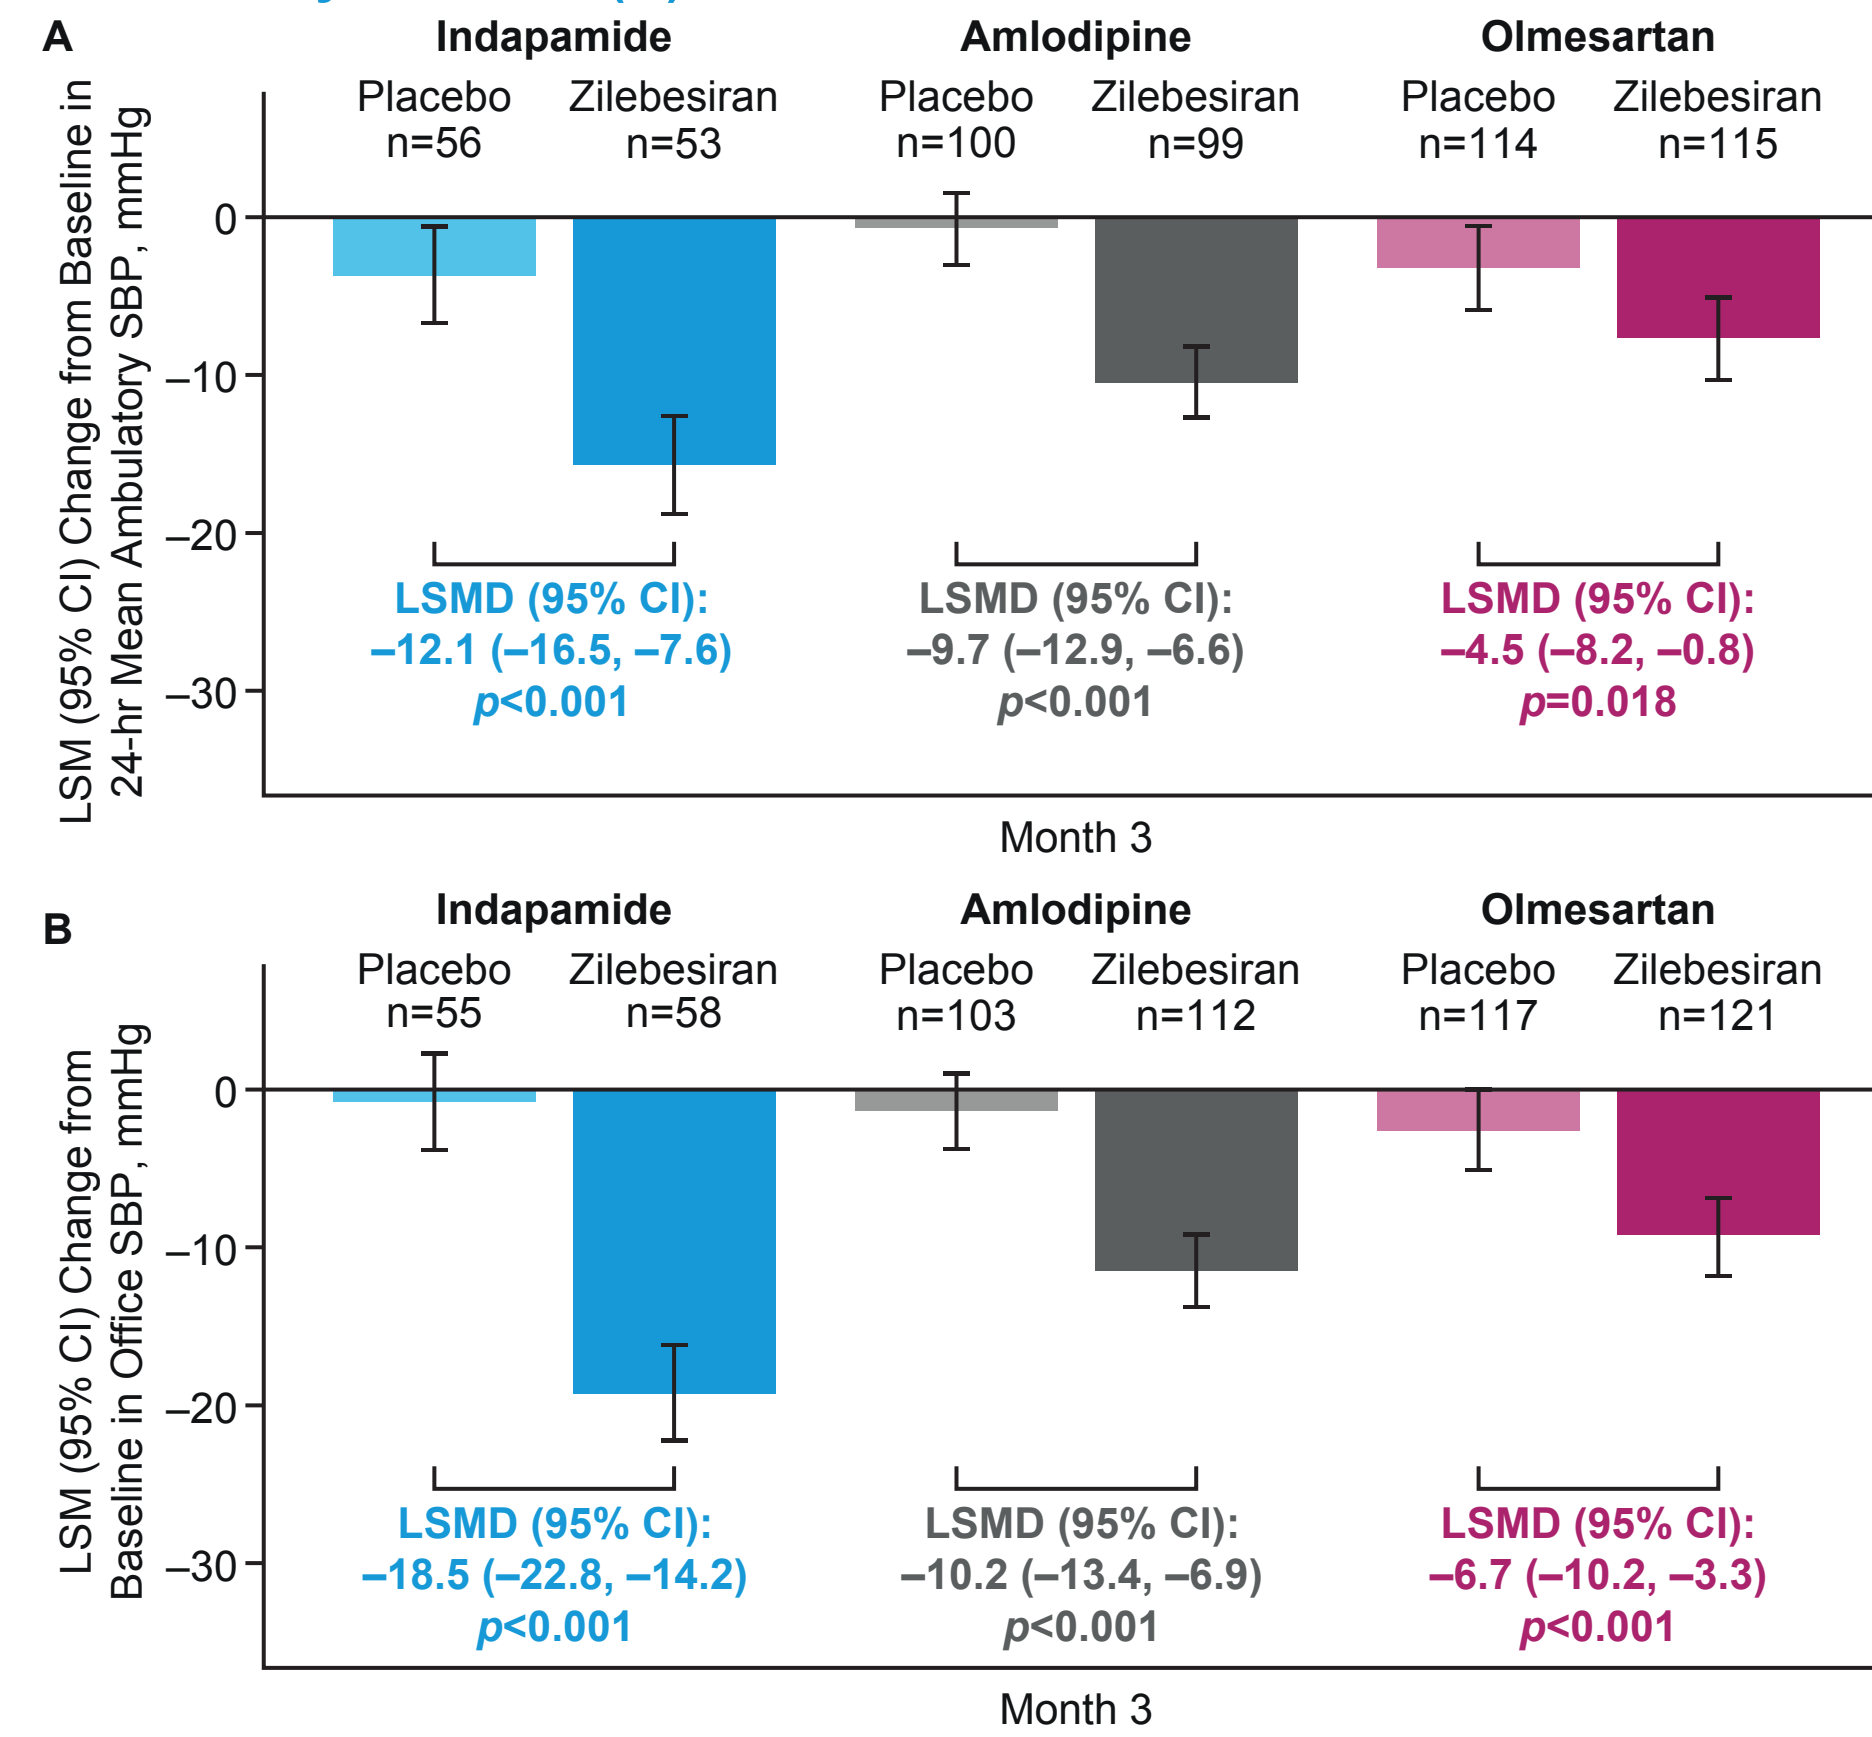 A
Indapamide
Amlodipine
Olmesartan
Placebo
n=56
Zilebesiran
n=53
Placebo
n=100
Zilebesiran
n=99
Placebo
n=114
Zilebesiran
n=115
LSM (95% CI) Change from Baseline in
24-hr Mean Ambulatory SBP, mmHg
0
–10
–20
–30
LSMD (95% CI):
–12.1 (–16.5, –7.6)
p<0.001
LSMD (95% CI):
–9.7 (–12.9, –6.6)
p<0.001
LSMD (95% CI):
–4.5 (–8.2, –0.8)
p=0.018
Month 3
B
Indapamide
Amlodipine
Olmesartan
Placebo
n=55
Zilebesiran
n=58
Placebo
n=103
Zilebesiran
n=112
Placebo
n=117
Zilebesiran
n=121
LSM (95% CI) Change from
Baseline in Office SBP, mmHg
0
–10
–20
–30
LSMD (95% CI):
–18.5 (–22.8, –14.2)
p<0.001
LSMD (95% CI):
–10.2 (–13.4, –6.9)
p<0.001
LSMD (95% CI):
–6.7 (–10.2, –3.3)
p<0.001
Month 3